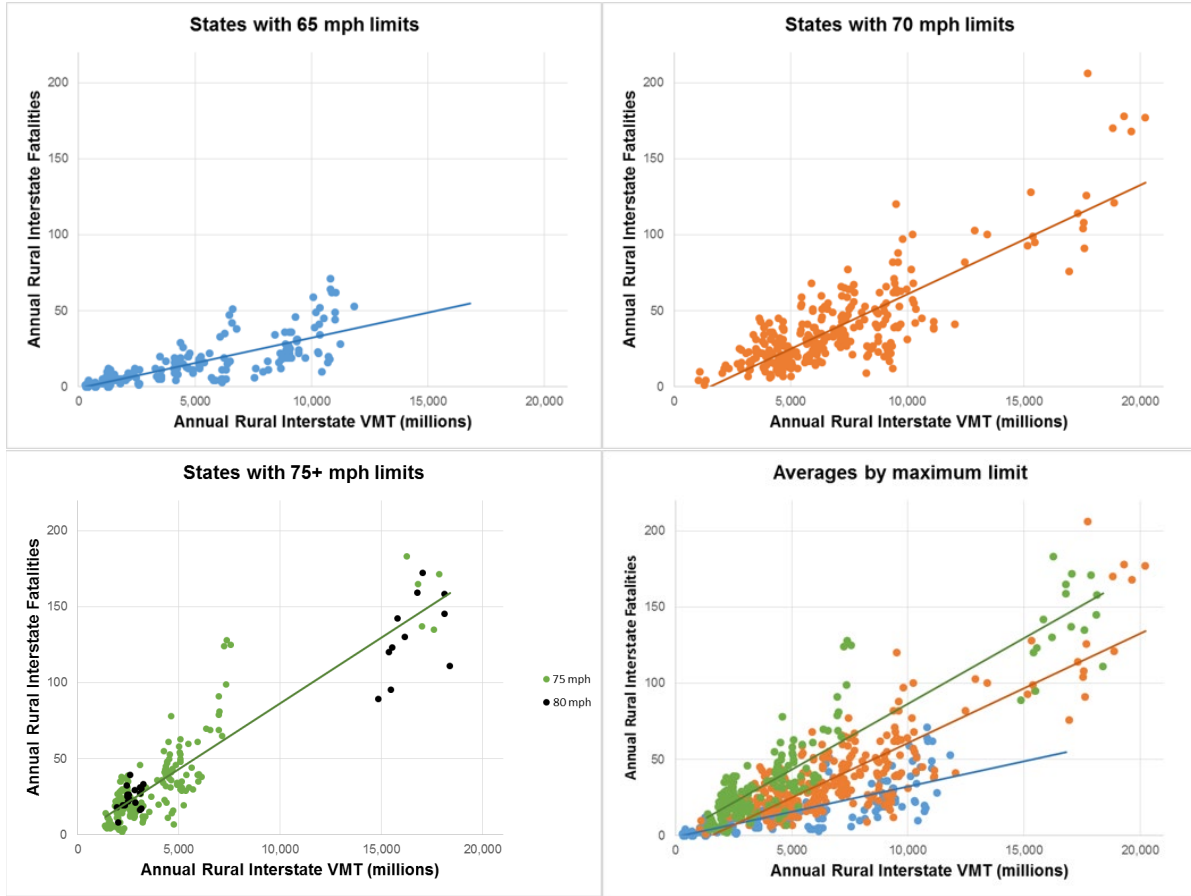 States with 65 mph limits
Annual Rural Interstate Fatalities
200
150
100
50
0
0 5,000 10,000 15,000 20,000
Annual Rural Interstate VMT (millions)
States with 70 mph limits
Annual Rural Interstate Fatalities
200
150
100
50
0
0 5,000 10,000 15,000 20,000
Annual Rural Interstate VMT (millions)
States with 75+ mph limits
Annual Rural Interstate Fatalities
200
150
100
50
0
0 5,000 10,000 15,000 20,000
Annual Rural Interstate VMT (millions)
75 mph
80 mph
Averages by maximum limit
Annual Rural Interstate Fatalities
200
150
100
50
0
0 5,000 10,000 15,000 20,000
Annual Rural Interstate VMT (millions)